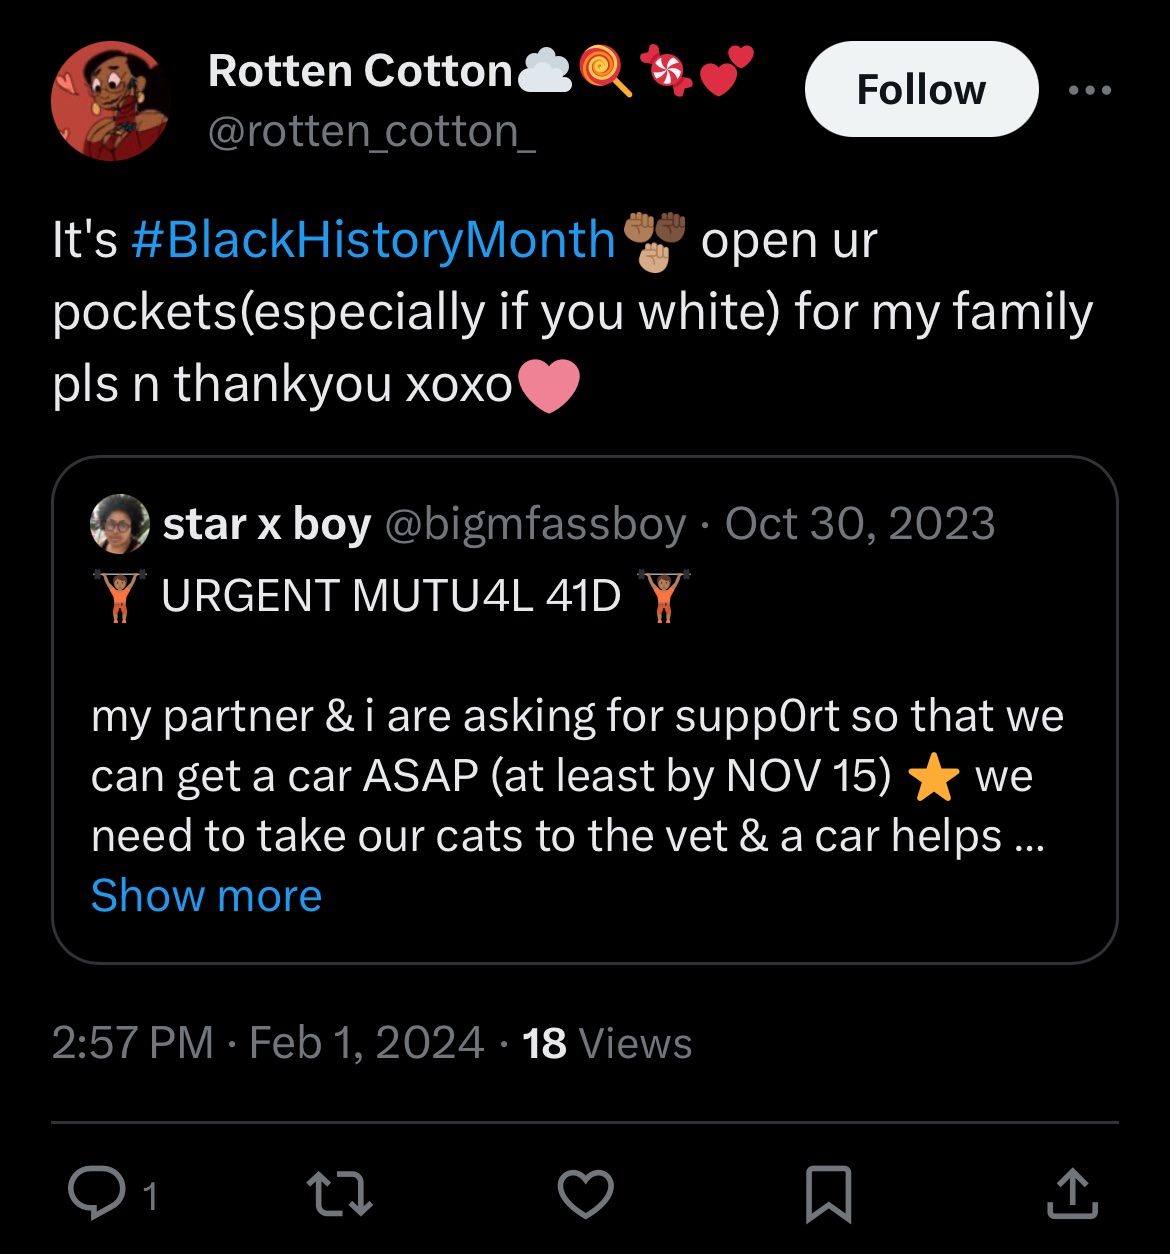 Rotten Cotton☁️🍭🍬💕
Follow
@rotten_cotton_
It's #BlackHistoryMonth✊🏽✊🏾✊🏼 open ur
pockets(especially if you white) for my family
pls n thankyou xoxo🩷
star x boy @bigmfassboy · Oct 30, 2023
🏋🏽 URGENT MUTU4L 41D 🏋🏽
my partner & i are asking for supp0rt so that we
can get a car ASAP (at least by NOV 15) ⭐ we
need to take our cats to the vet & a car helps ...
Show more
2:57 PM · Feb 1, 2024 · 18 Views
1